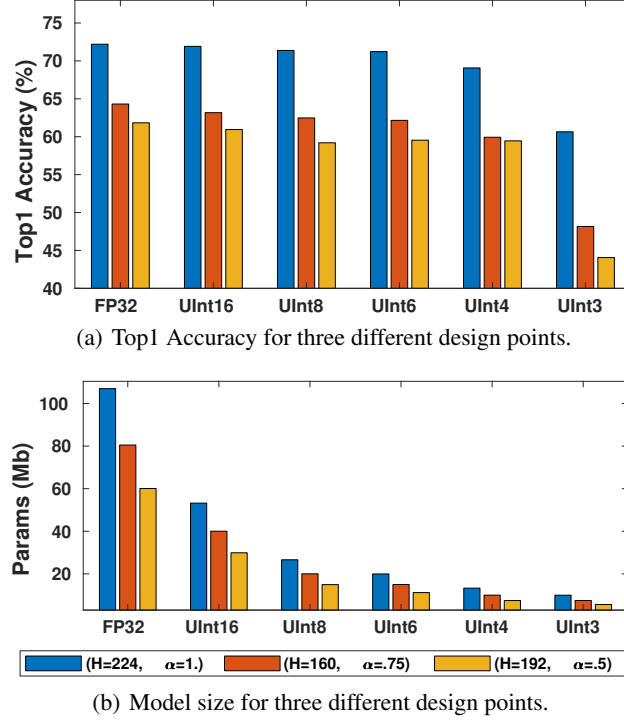 75
70
65
60
55
50
45
40
Top1 Accuracy (%)
FP32 UInt16 UInt8 UInt6 UInt4 UInt3
(a) Top1 Accuracy for three different design points.
100
80
60
40
20
Params (Mb)
FP32 UInt16 UInt8 UInt6 UInt4 UInt3
(H=224, α=1.) (H=160, α=.75) (H=192, α=.5)
(b) Model size for three different design points.